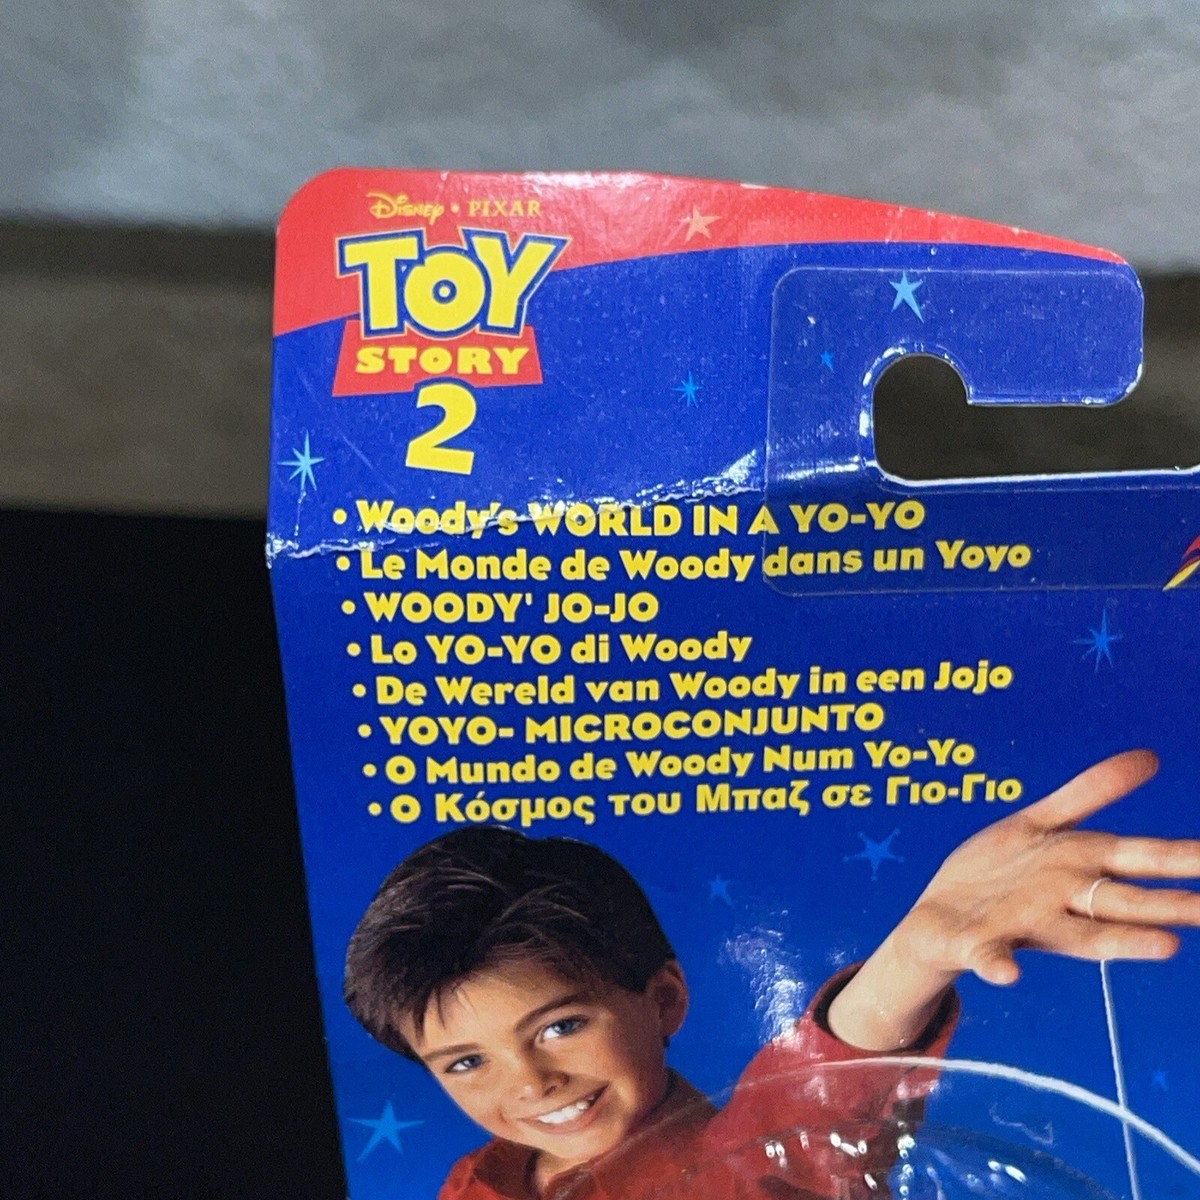 Disney • PIXAR
TOY
STORY
2
• Woody's WORLD IN A YO-YO
• Le Monde de Woody dans un Yoyo
• WOODY' JO-JO
• Lo YO-YO di Woody
• De Wereld van Woody in een Jojo
• YOYO- MICROCONJUNTO
• O Mundo de Woody Num Yo-Yo
• Ο Κόσμος του Μπαζ σε Γιο-Γιο